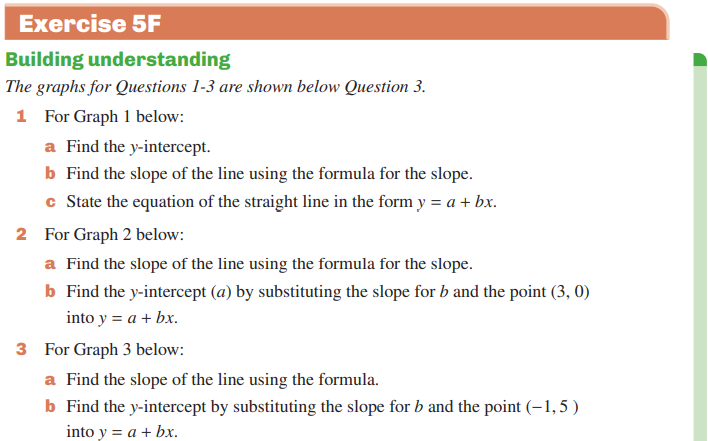 Exercise 5F
Building understanding
The graphs for Questions 1-3 are shown below Question 3.
1 For Graph 1 below:
a Find the y-intercept.
b Find the slope of the line using the formula for the slope.
c State the equation of the straight line in the form y = a + bx.
2 For Graph 2 below:
a Find the slope of the line using the formula for the slope.
b Find the y-intercept (a) by substituting the slope for b and the point (3, 0)
into y = a + bx.
3 For Graph 3 below:
a Find the slope of the line using the formula.
b Find the y-intercept by substituting the slope for b and the point (−1, 5 )
into y = a + bx.